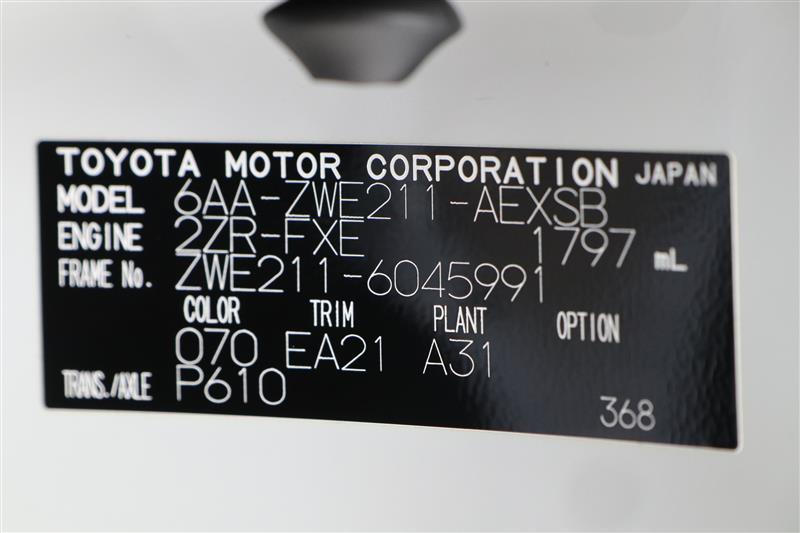 TOYOTA MOTOR CORPORATION JAPAN
MODEL 6AA-ZWE211-AEXSB
ENGINE 2ZR-FXE 1797 mL
FRAME No. ZWE211-6045991
COLOR TRIM PLANT OPTION
070 EA21 A31
TRANS./AXLE P610
368